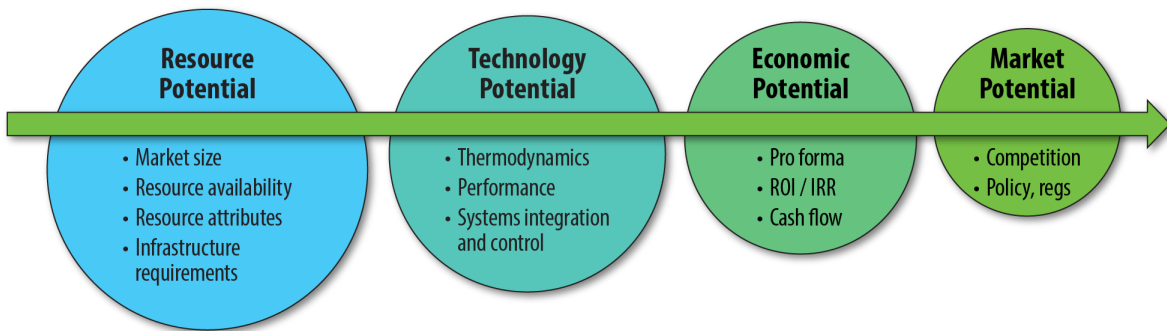 Resource
Potential
• Market size
• Resource availability
• Resource attributes
• Infrastructure
requirements
Technology
Potential
• Thermodynamics
• Performance
• Systems integration
and control
Economic
Potential
• Pro forma
• ROI / IRR
• Cash flow
Market
Potential
• Competition
• Policy, regs